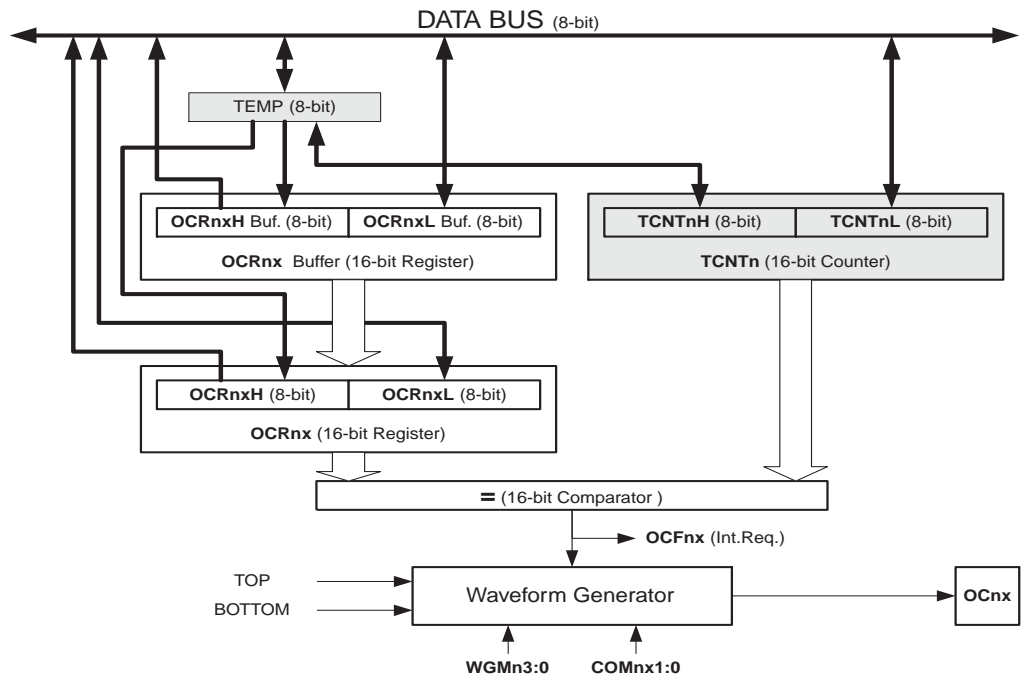 DATA BUS (8-bit)
TEMP (8-bit)
OCRnxH Buf. (8-bit)
OCRnxL Buf. (8-bit)
OCRnx Buffer (16-bit Register)
TCNTnH (8-bit)
TCNTnL (8-bit)
TCNTn (16-bit Counter)
OCRnxH (8-bit)
OCRnxL (8-bit)
OCRnx (16-bit Register)
= (16-bit Comparator )
OCFnx (Int.Req.)
TOP
BOTTOM
Waveform Generator
OCnx
WGMn3:0
COMnx1:0